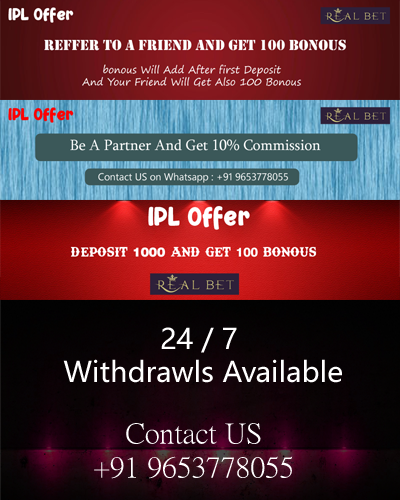 IPL Offer
REAL BET
REFFER TO A FRIEND AND GET 100 BONOUS
bonous Will Add After first Deposit
And Your Friend Will Get Also 100 Bonous
IPL Offer
REAL BET
Be A Partner And Get 10% Commission
Contact US on Whatsapp : +91 9653778055
IPL Offer
DEPOSIT 1000 AND GET 100 BONOUS
REAL BET
24 / 7
Withdrawls Available
Contact US
+91 9653778055